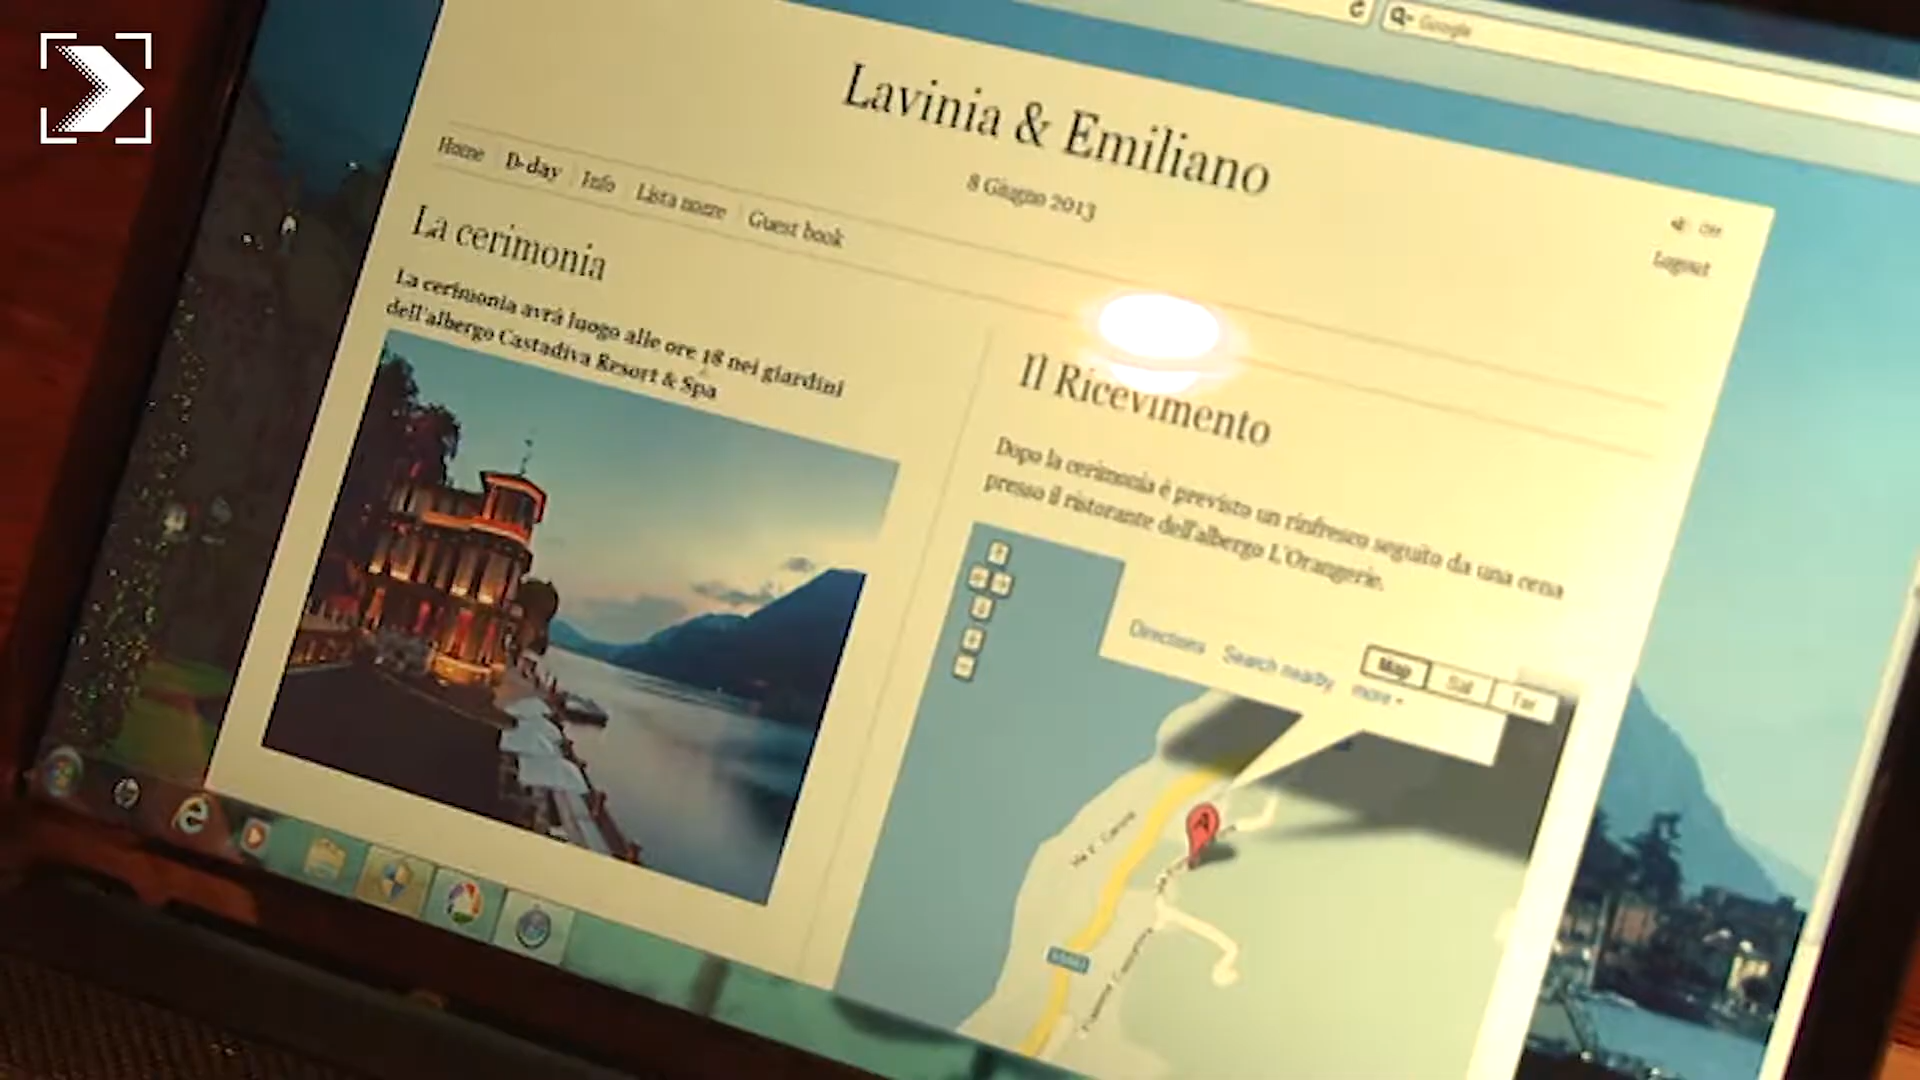 Google
Lavinia & Emiliano
8 Giugno 2013
Off
Logout
Home D-day Info Lista nozze Guest book
La cerimonia
La cerimonia avrà luogo alle ore 18 nei giardini
dell'albergo Castadiva Resort & Spa
Il Ricevimento
Dopo la cerimonia è previsto un rinfresco seguito da una cena
presso il ristorante dell'albergo L'Orangerie.
Directions Search nearby more
Map Sat Ter
A